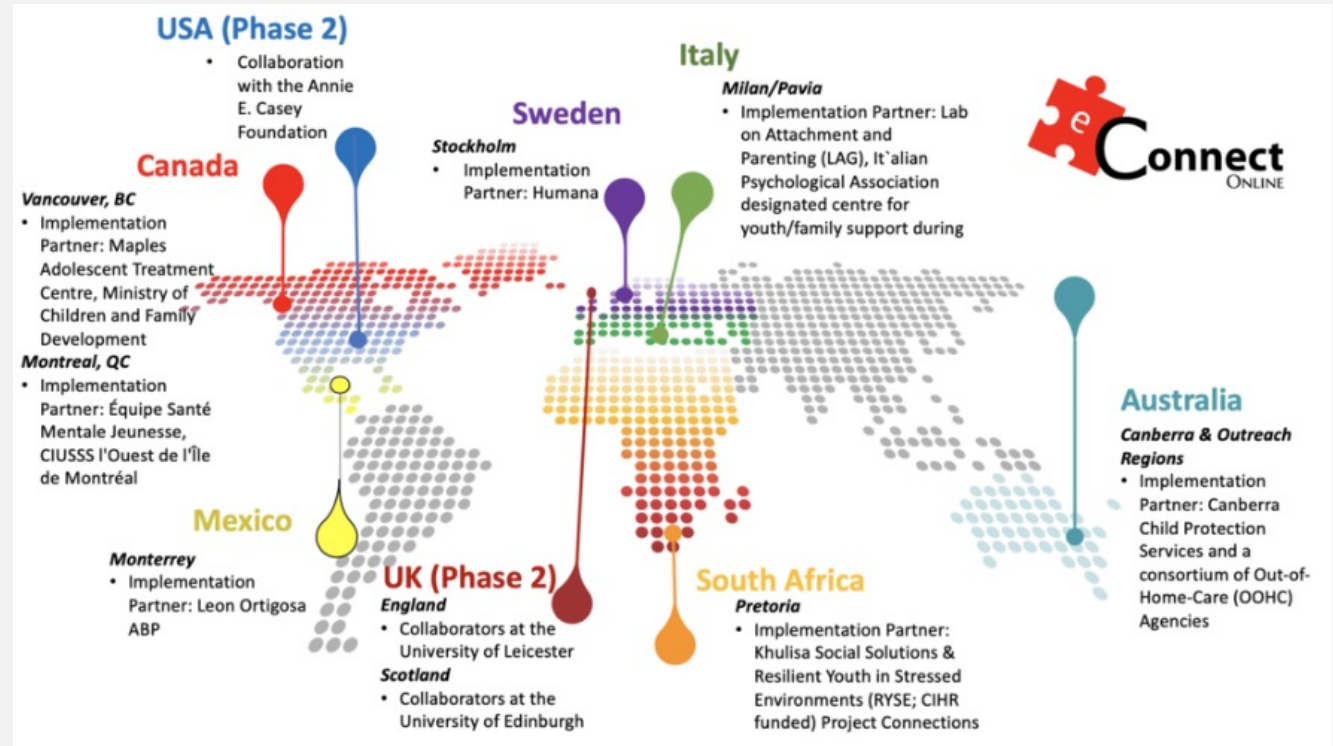 USA (Phase 2)
• Collaboration
with the Annie
E. Casey
Foundation
Canada
Vancouver, BC
• Implementation
Partner: Maples
Adolescent Treatment
Centre, Ministry of
Children and Family
Development
Montreal, QC
• Implementation
Partner: Équipe Santé
Mentale Jeunesse,
CIUSSS l'Ouest de l'Île
de Montréal
Sweden
Stockholm
• Implementation
Partner: Humana
Italy
Milan/Pavia
• Implementation Partner: Lab
on Attachment and
Parenting (LAG), It`alian
Psychological Association
designated centre for
youth/family support during
e
Connect
ONLINE
Mexico
Monterrey
• Implementation
Partner: Leon Ortigosa
ABP
UK (Phase 2)
England
• Collaborators at the
University of Leicester
Scotland
• Collaborators at the
University of Edinburgh
South Africa
Pretoria
• Implementation Partner:
Khulisa Social Solutions &
Resilient Youth in Stressed
Environments (RYSE; CIHR
funded) Project Connections
Australia
Canberra & Outreach
Regions
• Implementation
Partner: Canberra
Child Protection
Services and a
consortium of Out-of-
Home-Care (OOHC)
Agencies